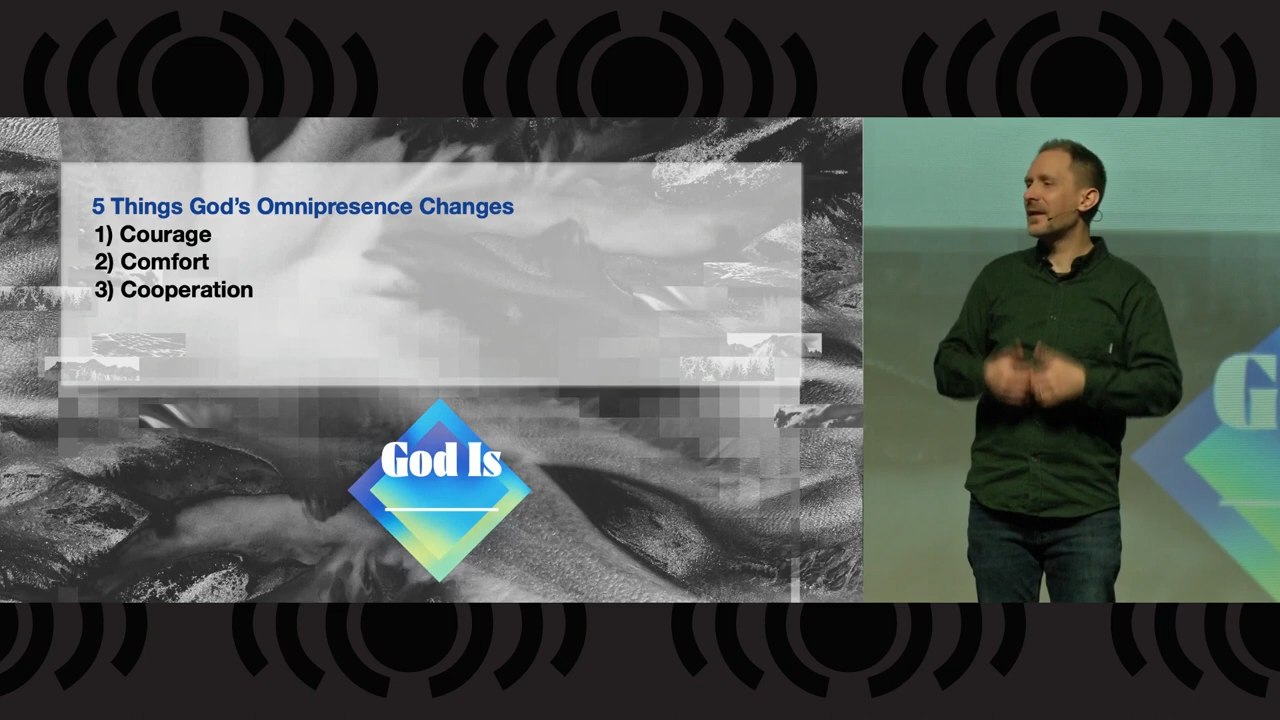 5 Things God's Omnipresence Changes
1) Courage
2) Comfort
3) Cooperation
God Is
G